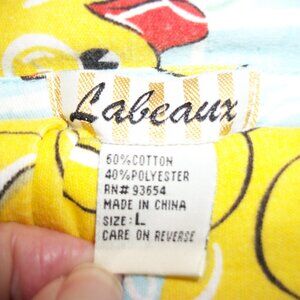 Labeaux
60%COTTON
40%POLYESTER
RN# 93654
MADE IN CHINA
SIZE: L
CARE ON REVERSE